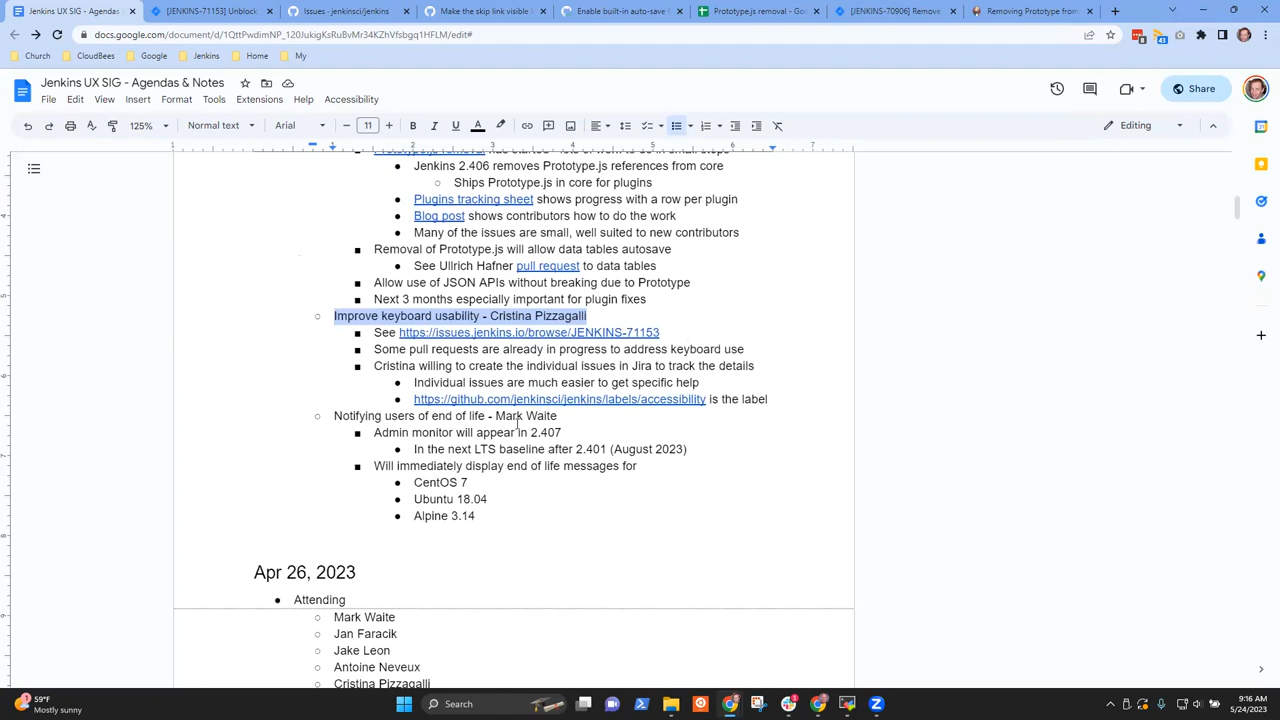 Jenkins UX SIG - Agendas &
[JENKINS-71153] Unblock
Issues · jenkinsci/jenkins
Make the skip link visible
Enable built-in auto-save
Prototype.js removal - Goo
[JENKINS-70906] Remove
Removing Prototype from
docs.google.com/document/d/1QttPwdimNP_120JukigKsRuBvMr34KZhVfsbgq1HFLM/edit#
Church
CloudBees
Google
Jenkins
Home
My
Jenkins UX SIG - Agendas & Notes
File Edit View Insert Format Tools Extensions Help Accessibility
Share
125%
Normal text
Arial
11
Editing
Jenkins 2.406 removes Prototype.js references from core
Ships Prototype.js in core for plugins
Plugins tracking sheet shows progress with a row per plugin
Blog post shows contributors how to do the work
Many of the issues are small, well suited to new contributors
Removal of Prototype.js will allow data tables autosave
See Ullrich Hafner pull request to data tables
Allow use of JSON APIs without breaking due to Prototype
Next 3 months especially important for plugin fixes
Improve keyboard usability - Cristina Pizzagalli
See https://issues.jenkins.io/browse/JENKINS-71153
Some pull requests are already in progress to address keyboard use
Cristina willing to create the individual issues in Jira to track the details
Individual issues are much easier to get specific help
https://github.com/jenkinsci/jenkins/labels/accessibility is the label
Notifying users of end of life - Mark Waite
Admin monitor will appear in 2.407
In the next LTS baseline after 2.401 (August 2023)
Will immediately display end of life messages for
CentOS 7
Ubuntu 18.04
Alpine 3.14
Apr 26, 2023
Attending
Mark Waite
Jan Faracik
Jake Leon
Antoine Neveux
Cristina Pizzagalli
59°F
Mostly sunny
Search
9:16 AM
5/24/2023